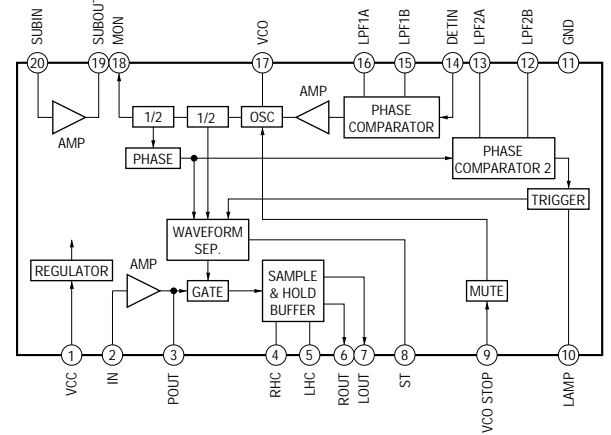 SUBIN
SUBOUT
MON
VCO
LPF1A
LPF1B
DETIN
LPF2A
LPF2B
GND
20
19
18
17
16
15
14
13
12
11
AMP
1/2
1/2
OSC
AMP
PHASE
COMPARATOR
PHASE
PHASE
COMPARATOR 2
TRIGGER
WAVEFORM
SEP.
REGULATOR
AMP
GATE
SAMPLE
& HOLD
BUFFER
MUTE
1
2
3
4
5
6
7
8
9
10
VCC
IN
POUT
RHC
LHC
ROUT
LOUT
ST
VCO STOP
LAMP